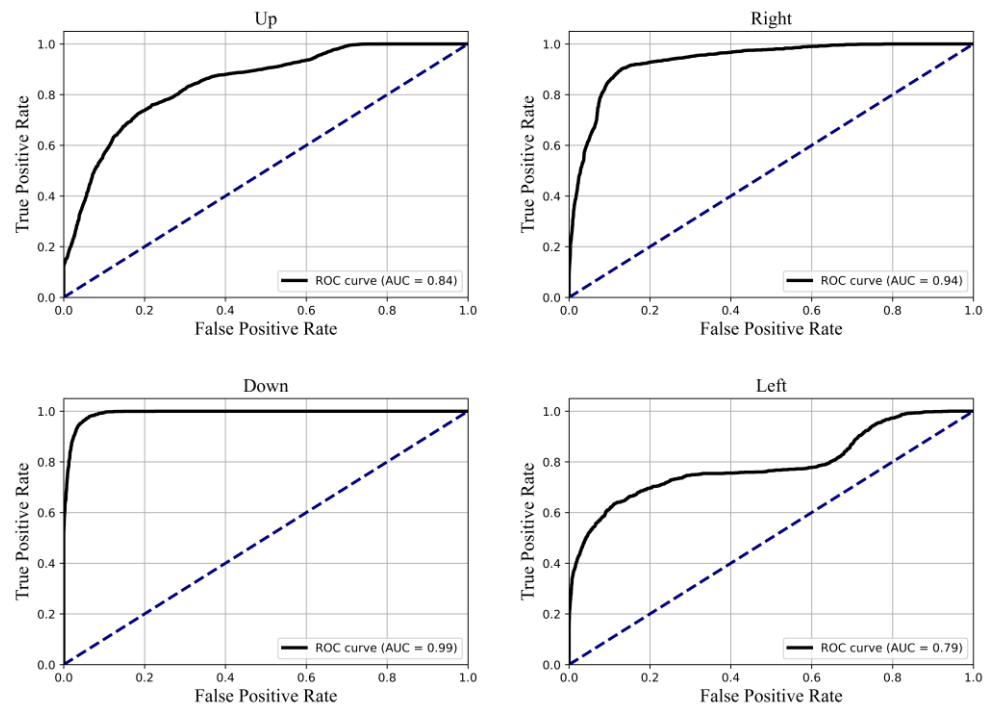 Up
1.0
0.8
0.6
0.4
0.2
0.0
True Positive Rate
ROC curve (AUC = 0.84)
0.0 0.2 0.4 0.6 0.8 1.0
False Positive Rate
Right
1.0
0.8
0.6
0.4
0.2
0.0
True Positive Rate
ROC curve (AUC = 0.94)
0.0 0.2 0.4 0.6 0.8 1.0
False Positive Rate
Down
1.0
0.8
0.6
0.4
0.2
0.0
True Positive Rate
ROC curve (AUC = 0.99)
0.0 0.2 0.4 0.6 0.8 1.0
False Positive Rate
Left
1.0
0.8
0.6
0.4
0.2
0.0
True Positive Rate
ROC curve (AUC = 0.79)
0.0 0.2 0.4 0.6 0.8 1.0
False Positive Rate